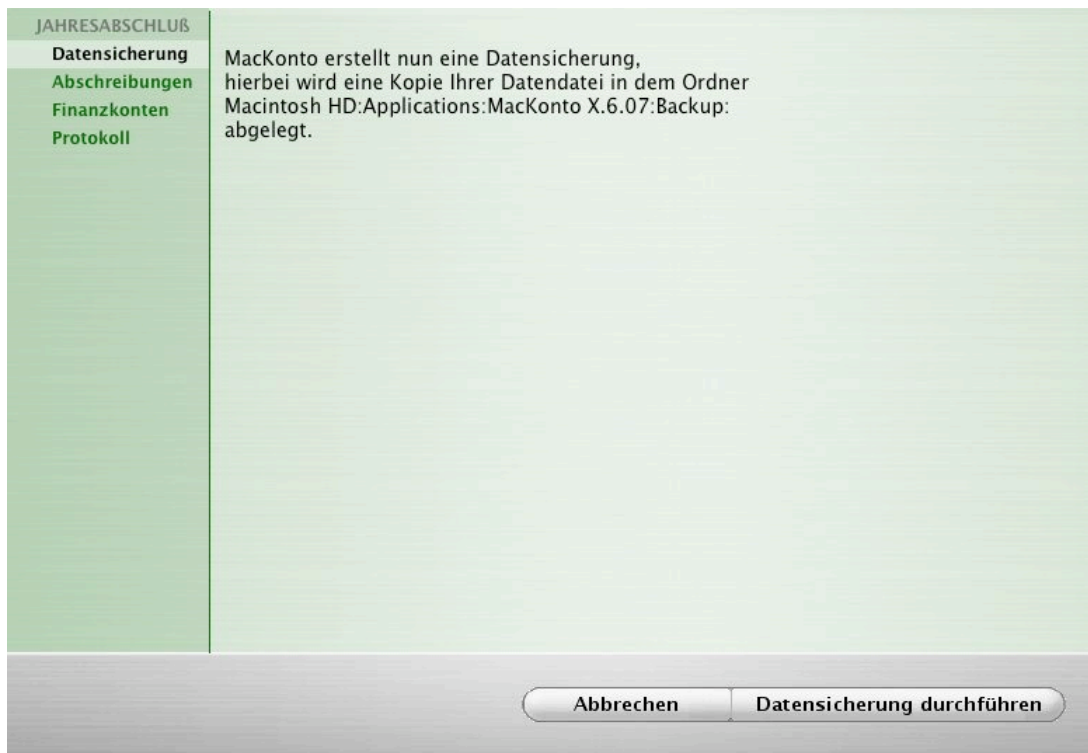 JAHRESABSCHLUß
Datensicherung
Abschreibungen
Finanzkonten
Protokoll
MacKonto erstellt nun eine Datensicherung,
hierbei wird eine Kopie Ihrer Datendatei in dem Ordner
Macintosh HD:Applications:MacKonto X.6.07:Backup:
abgelegt.
Abbrechen
Datensicherung durchführen